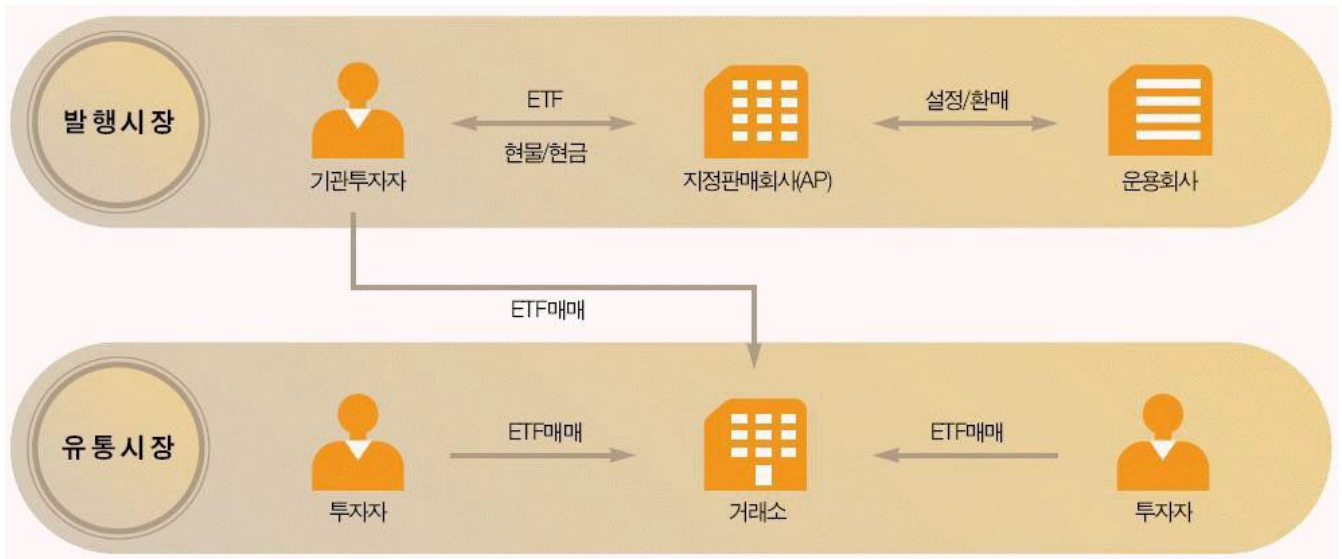 발행시장
ETF
현물/현금
설정/환매
기관투자자
지정판매회사(AP)
운용회사
ETF매매
유통시장
ETF매매
ETF매매
투자자
거래소
투자자